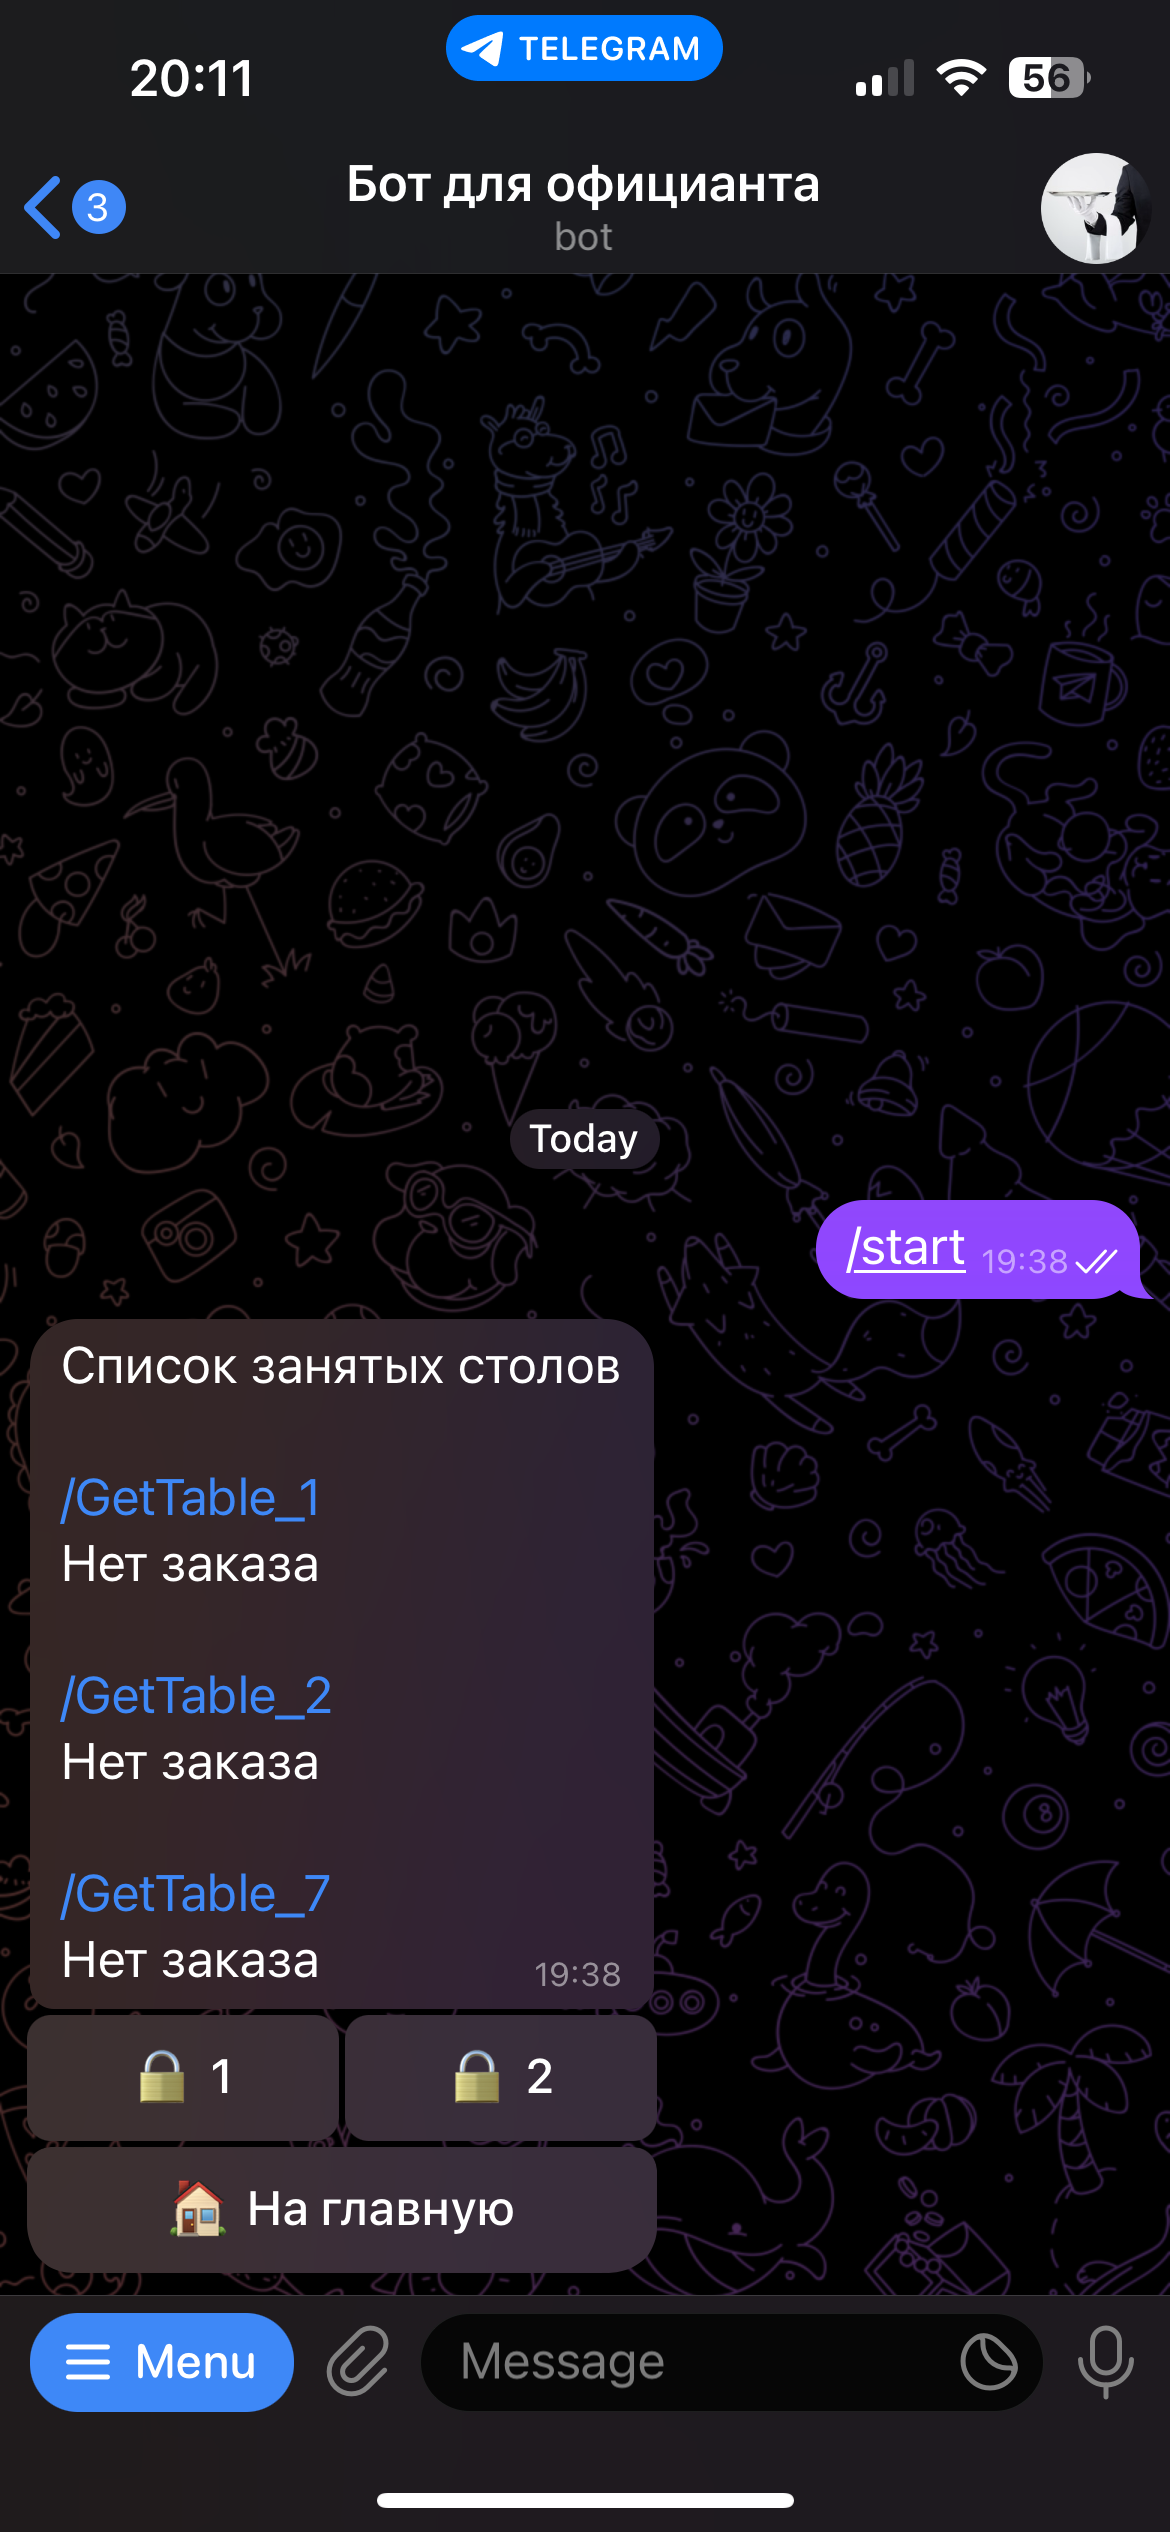 20:11
TELEGRAM
56
3
Бот для официанта
bot
Today
/start 19:38
Список занятых столов
/GetTable_1
Нет заказа
/GetTable_2
Нет заказа
/GetTable_7
Нет заказа
19:38
🔒 1
🔒 2
🏠 На главную
Menu
Message